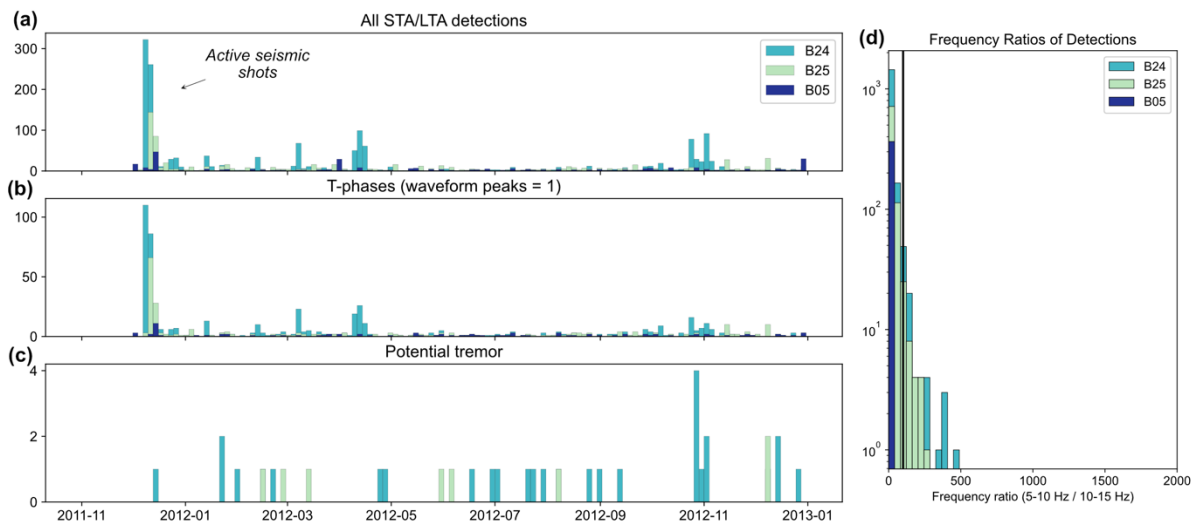 (a)
All STA/LTA detections
300
200
100
0
Active seismic
shots
B24
B25
B05
(b)
T-phases (waveform peaks = 1)
100
50
0
(c)
Potential tremor
4
2
0
2011-11
2012-01
2012-03
2012-05
2012-07
2012-09
2012-11
2013-01
(d)
Frequency Ratios of Detections
B24
B25
B05
10³
10²
10¹
10⁰
0
500
1000
1500
2000
Frequency ratio (5-10 Hz / 10-15 Hz)